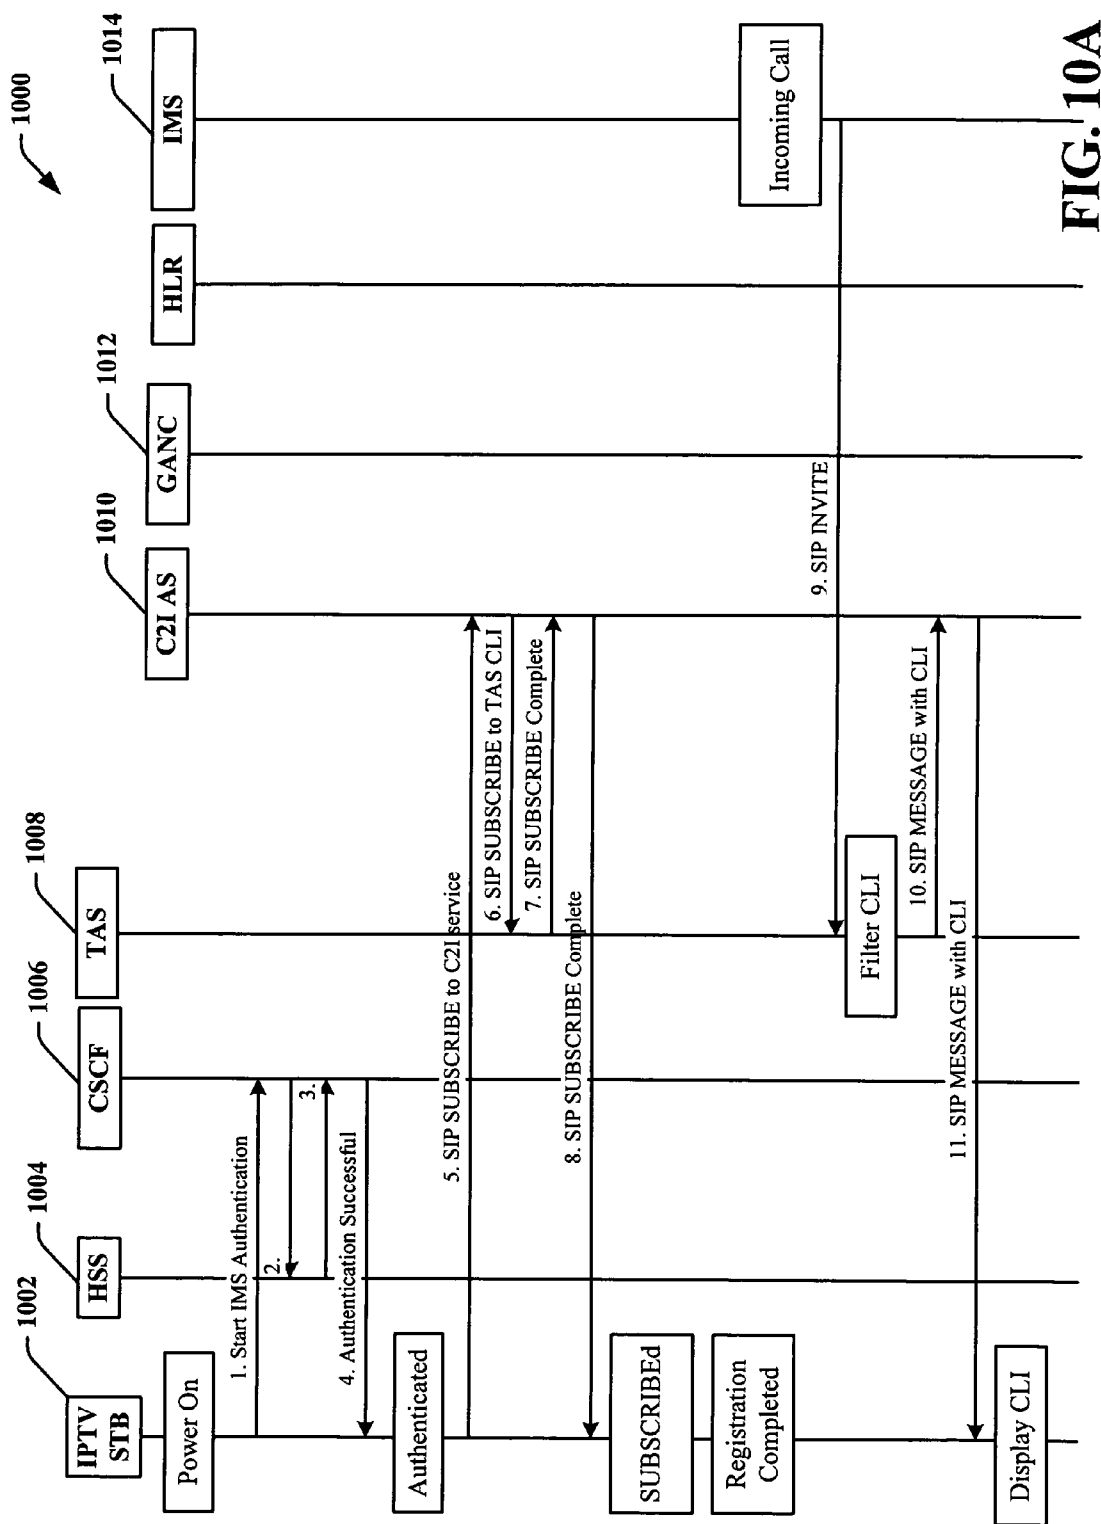 1000
1002
1004
1006
1008
1010
1012
1014
IPTV
STB
HSS
CSCF
TAS
C2I AS
GANC
HLR
IMS
Power On
1. Start IMS Authentication
2.
3.
4. Authentication Successful
Authenticated
5. SIP SUBSCRIBE to C2I service
6. SIP SUBSCRIBE to TAS CLI
7. SIP SUBSCRIBE Complete
8. SIP SUBSCRIBE Complete
SUBSCRIBEd
Registration
Completed
Incoming Call
9. SIP INVITE
Filter CLI
10. SIP MESSAGE with CLI
11. SIP MESSAGE with CLI
Display CLI
FIG. 10A